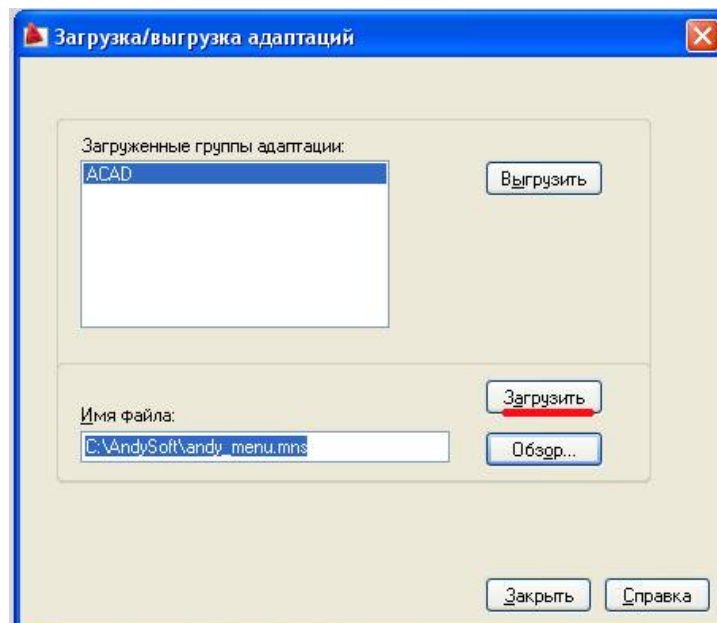 Загрузка/выгрузка адаптаций
Загруженные группы адаптации:
ACAD
Выгрузить
Загрузить
Имя файла:
C:\AndySoft\andy_menu.mns
Обзор...
Закрыть
Справка